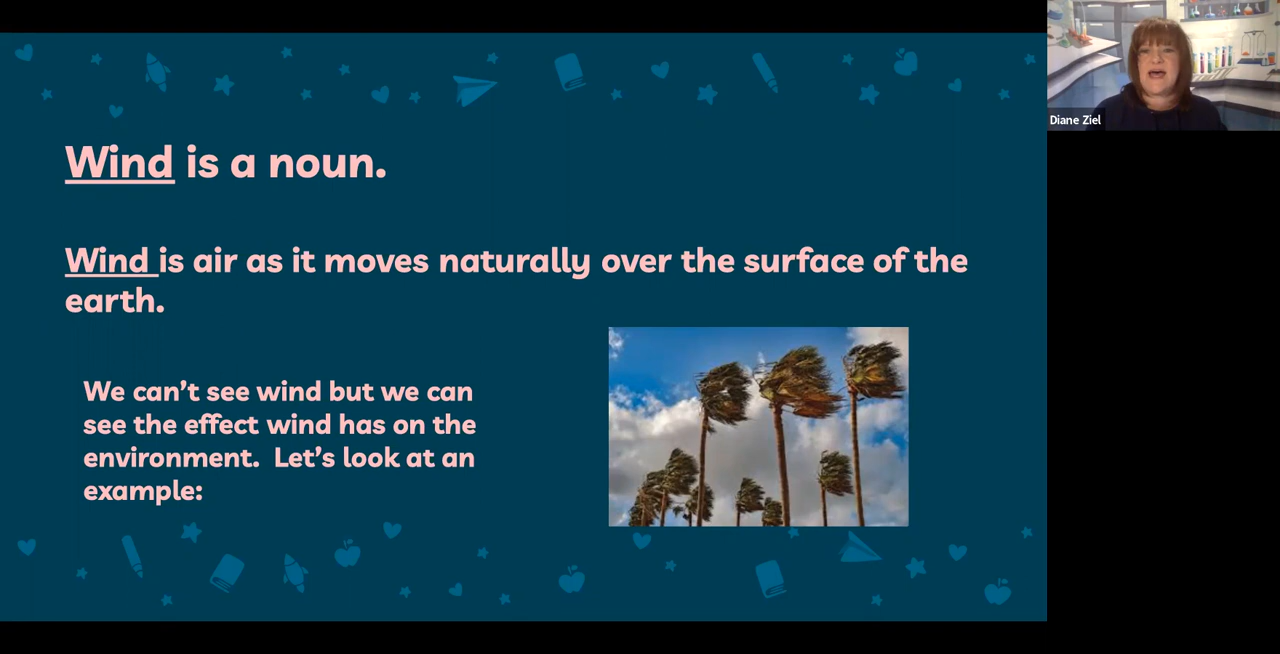 Wind is a noun.
Wind is air as it moves naturally over the surface of the
earth.
We can’t see wind but we can
see the effect wind has on the
environment.  Let’s look at an
example:
Diane Ziel